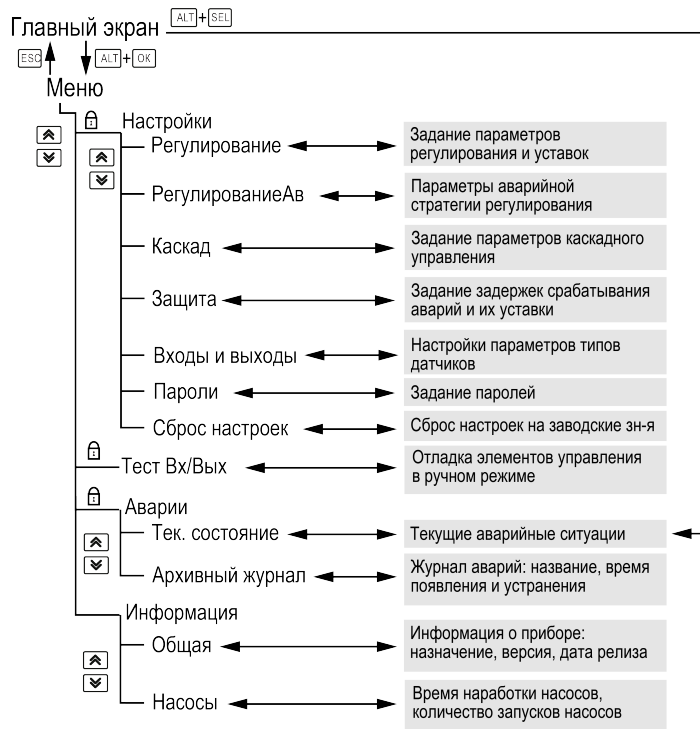 Главный экран
ALT+SEL
ESC
ALT+OK
Меню
Настройки
Регулирование
Задание параметров
регулирования и уставок
РегулированиеАв
Параметры аварийной
стратегии регулирования
Каскад
Задание параметров каскадного
управления
Защита
Задание задержек срабатывания
аварий и их уставки
Входы и выходы
Настройки параметров типов
датчиков
Пароли
Задание паролей
Сброс настроек
Сброс настроек на заводские зн-я
Тест Вх/Вых
Отладка элементов управления
в ручном режиме
Аварии
Тек. состояние
Текущие аварийные ситуации
Архивный журнал
Журнал аварий: название, время
появления и устранения
Информация
Общая
Информация о приборе:
назначение, версия, дата релиза
Насосы
Время наработки насосов,
количество запусков насосов